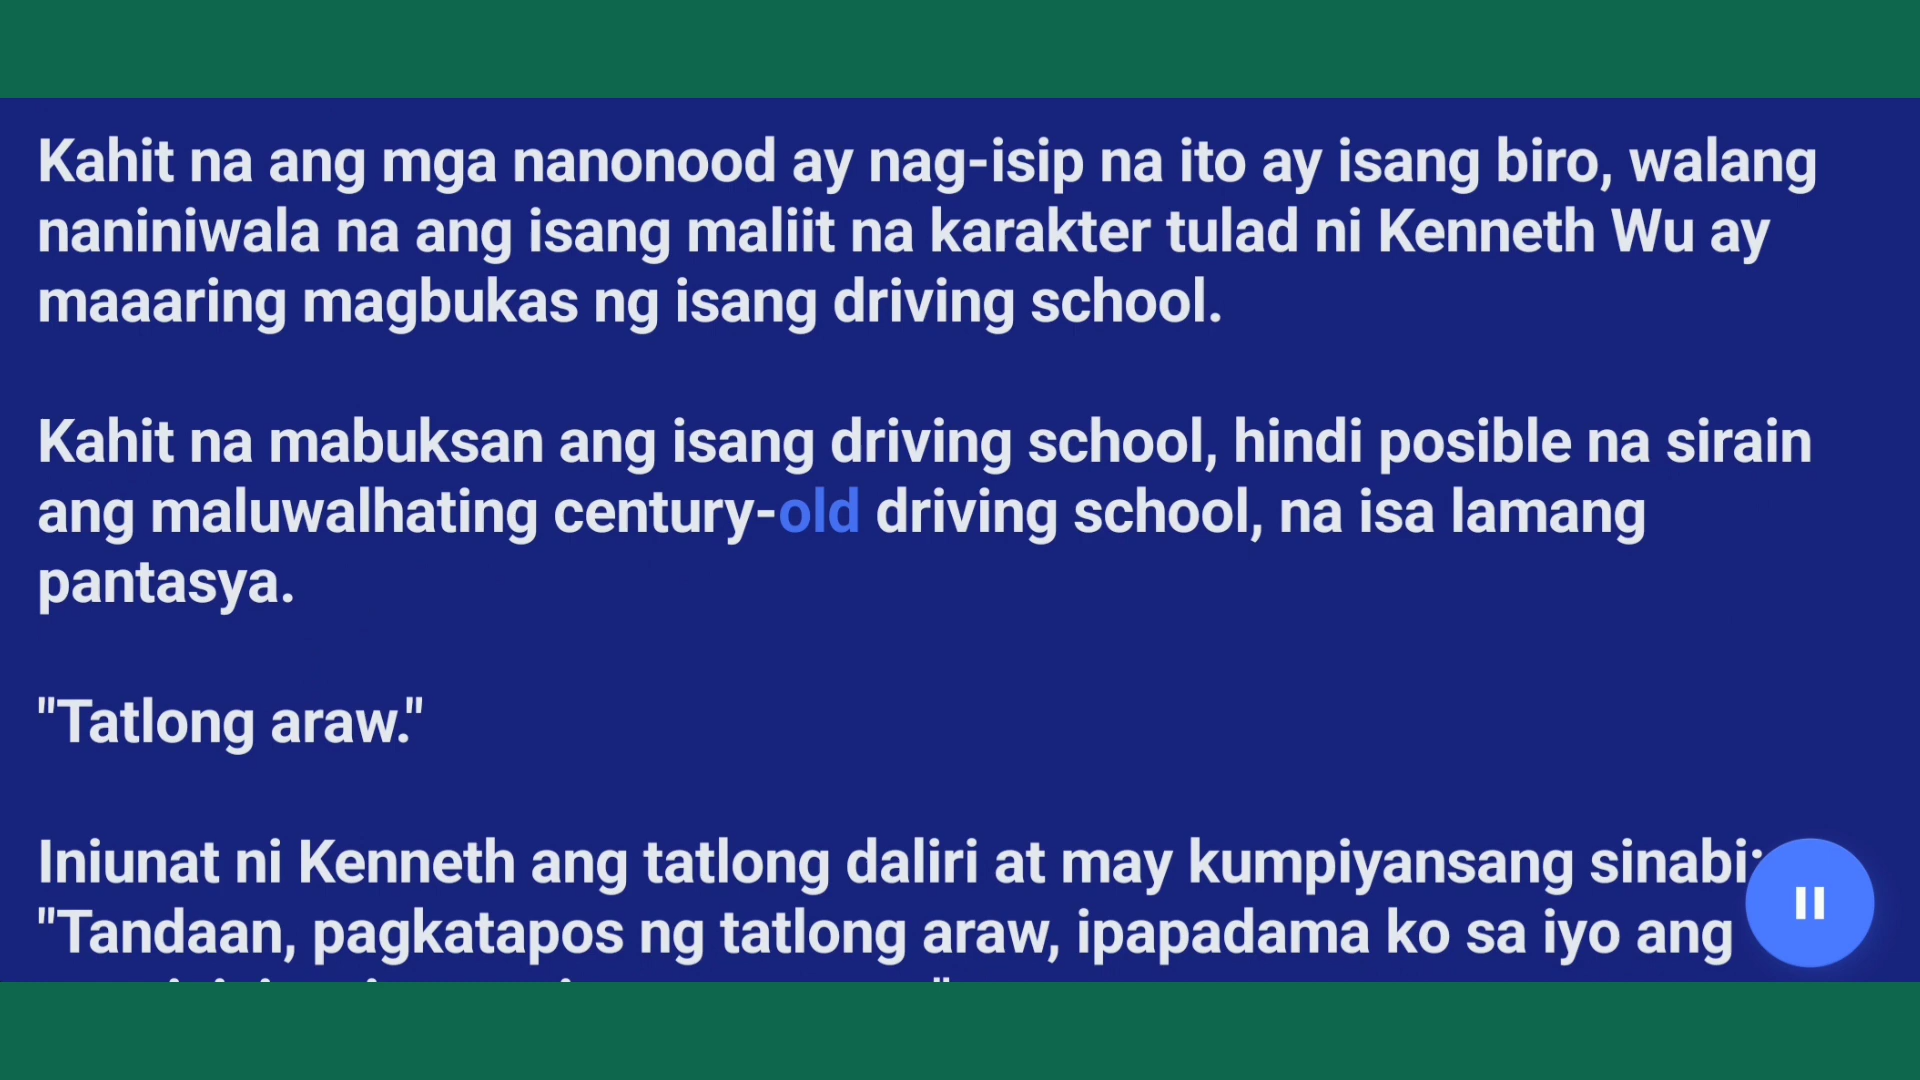 Kahit na ang mga nanonood ay nag-isip na ito ay isang biro, walang
naniniwala na ang isang maliit na karakter tulad ni Kenneth Wu ay
maaaring magbukas ng isang driving school.
Kahit na mabuksan ang isang driving school, hindi posible na sirain
ang maluwalhating century-old driving school, na isa lamang
pantasya.
"Tatlong araw."
Iniunat ni Kenneth ang tatlong daliri at may kumpiyansang sinabi:
"Tandaan, pagkatapos ng tatlong araw, ipapadama ko sa iyo ang